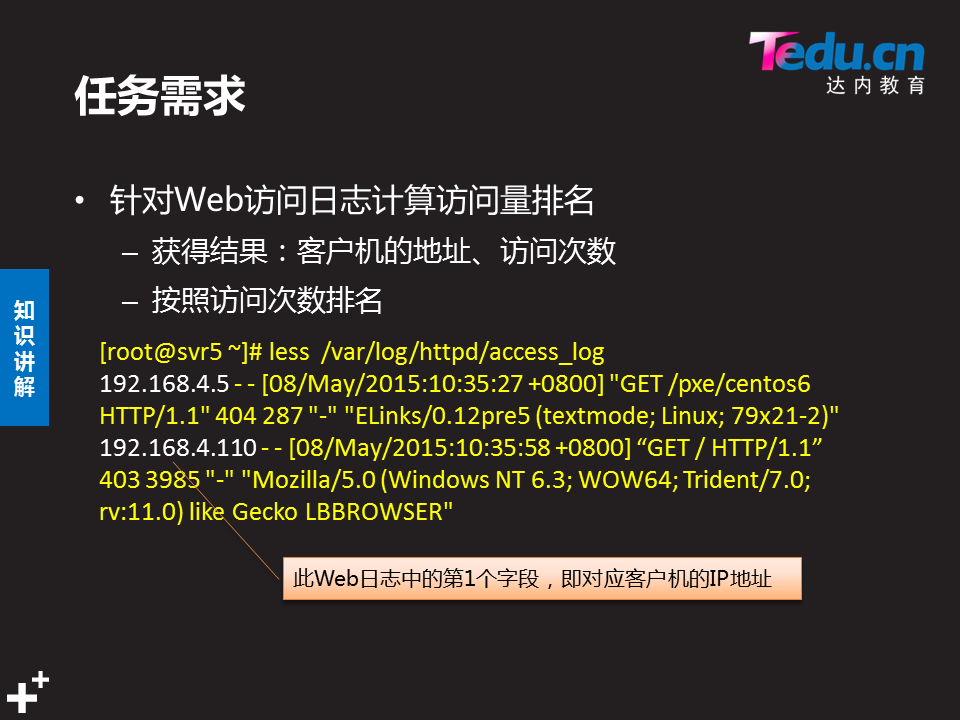 Tedu.cn
达内教育
任务需求
• 针对Web访问日志计算访问量排名
– 获得结果：客户机的地址、访问次数
– 按照访问次数排名
知
识
讲
解
[root@svr5 ~]# less  /var/log/httpd/access_log
192.168.4.5 - - [08/May/2015:10:35:27 +0800] "GET /pxe/centos6
HTTP/1.1" 404 287 "-" "ELinks/0.12pre5 (textmode; Linux; 79x21-2)"
192.168.4.110 - - [08/May/2015:10:35:58 +0800] “GET / HTTP/1.1”
403 3985 "-" "Mozilla/5.0 (Windows NT 6.3; WOW64; Trident/7.0;
rv:11.0) like Gecko LBBROWSER"
此Web日志中的第1个字段，即对应客户机的IP地址